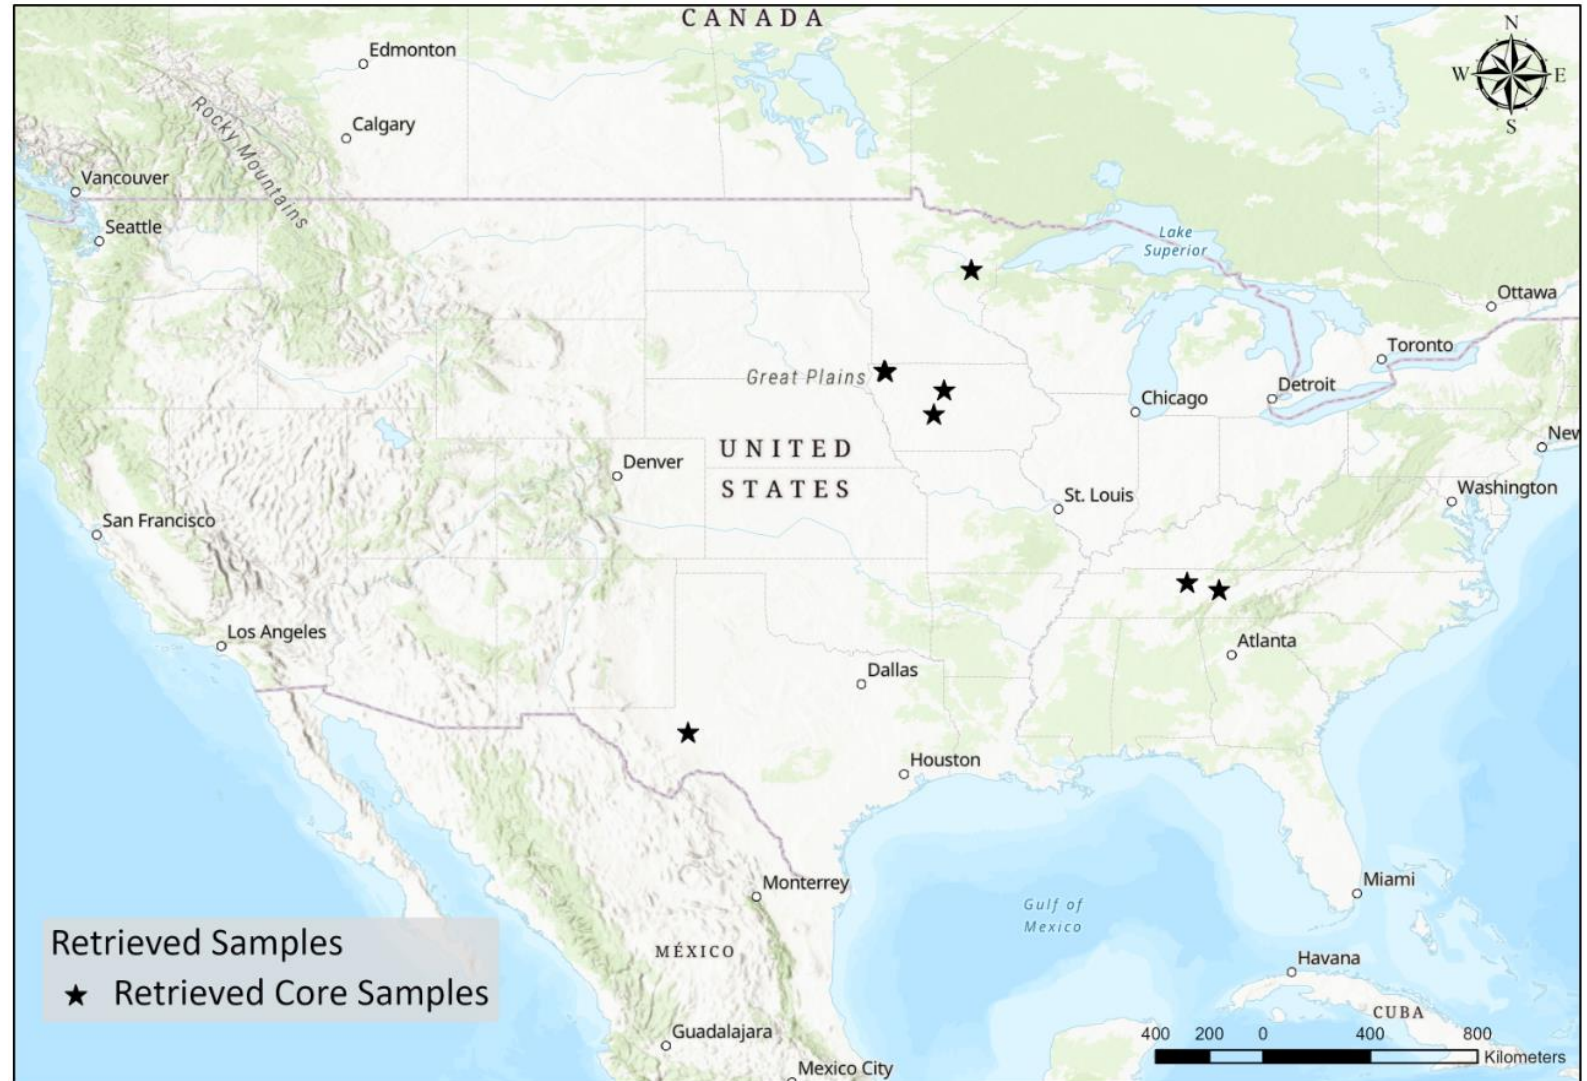 CANADA
N
W
E
S
Edmonton
Calgary
Rocky Mountains
Vancouver
Seattle
Lake
Superior
Ottawa
Toronto
Great Plains
Detroit
Chicago
New
UNITED
STATES
Denver
Washington
St. Louis
San Francisco
Los Angeles
Atlanta
Dallas
Houston
Monterrey
Miami
Gulf of
Mexico
Retrieved Samples
Retrieved Core Samples
MÉXICO
Havana
CUBA
Guadalajara
400 200 0 400 800
Kilometers
Mexico City